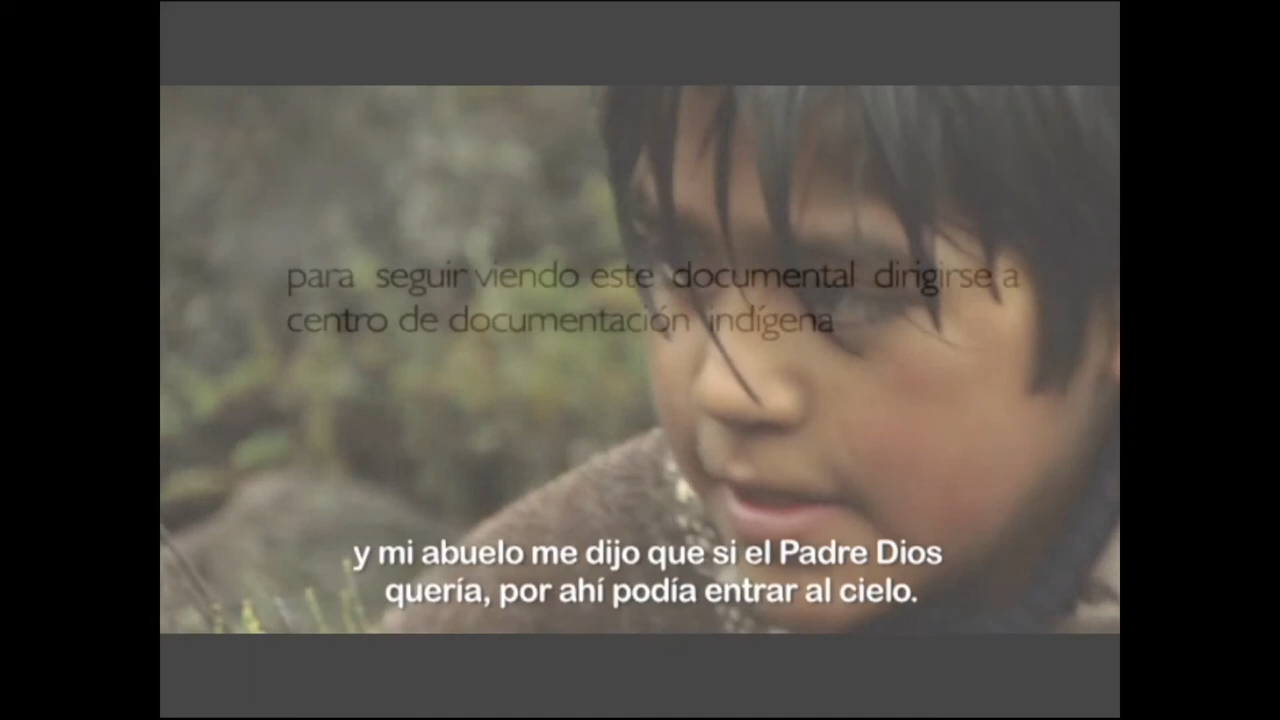 para seguir viendo este documental dirigirse a
centro de documentación indígena
y mi abuelo me dijo que si el Padre Dios
quería, por ahí podía entrar al cielo.